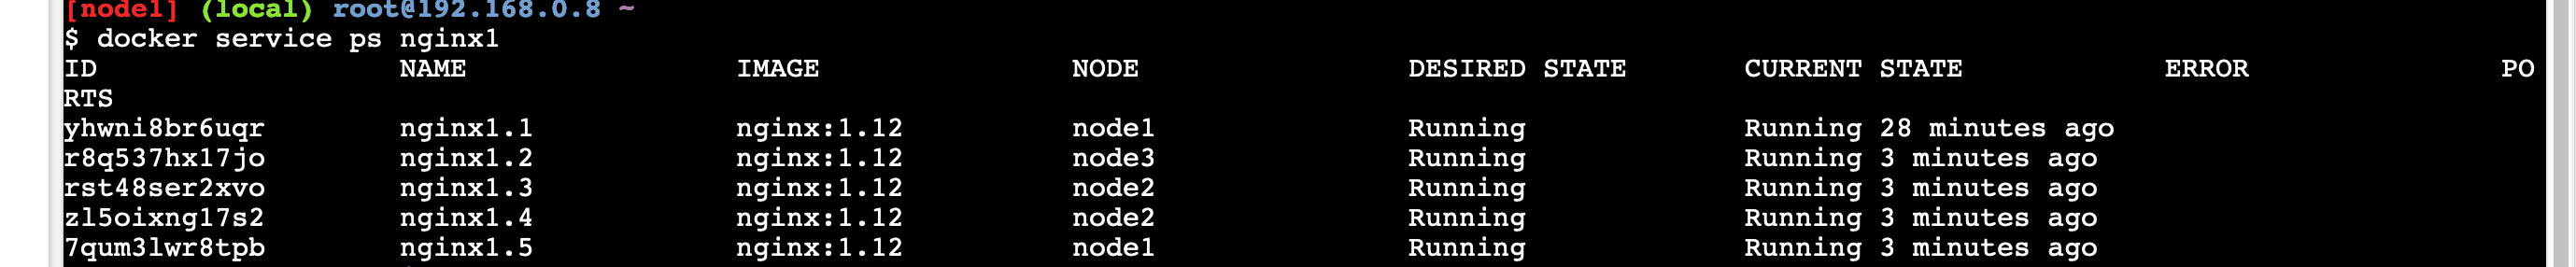 [node1] (local) root@192.168.0.8 ~
$ docker service ps nginx1
ID NAME IMAGE NODE DESIRED STATE CURRENT STATE ERROR PO
RTS
yhwni8br6uqr nginx1.1 nginx:1.12 node1 Running Running 28 minutes ago
r8q537hx17jo nginx1.2 nginx:1.12 node3 Running Running 3 minutes ago
rst48ser2xvo nginx1.3 nginx:1.12 node2 Running Running 3 minutes ago
zl5oixng17s2 nginx1.4 nginx:1.12 node2 Running Running 3 minutes ago
7qum3lwr8tpb nginx1.5 nginx:1.12 node1 Running Running 3 minutes ago